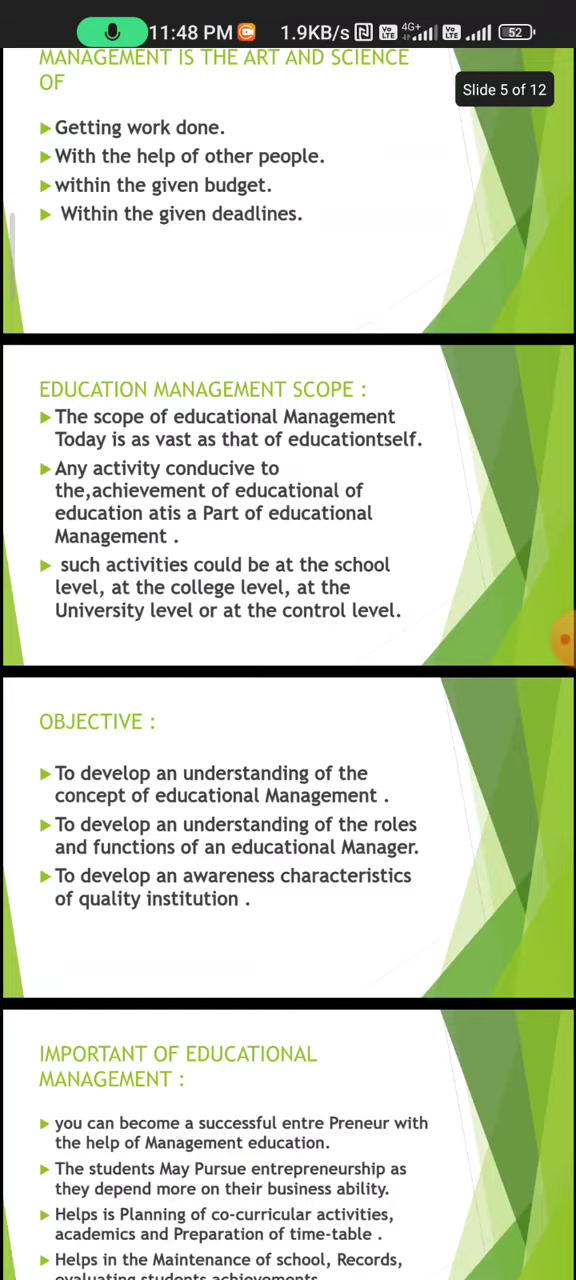 11:48 PM 1.9KB/s 4G+ Vo LTE Vo LTE 52
MANAGEMENT IS THE ART AND SCIENCE
OF
Slide 5 of 12
Getting work done.
With the help of other people.
within the given budget.
Within the given deadlines.
EDUCATION MANAGEMENT SCOPE :
The scope of educational Management
Today is as vast as that of educationtself.
Any activity conducive to
the,achievement of educational of
education atis a Part of educational
Management .
such activities could be at the school
level, at the college level, at the
University level or at the control level.
OBJECTIVE :
To develop an understanding of the
concept of educational Management .
To develop an understanding of the roles
and functions of an educational Manager.
To develop an awareness characteristics
of quality institution .
IMPORTANT OF EDUCATIONAL
MANAGEMENT :
you can become a successful entre Preneur with
the help of Management education.
The students May Pursue entrepreneurship as
they depend more on their business ability.
Helps is Planning of co-curricular activities,
academics and Preparation of time-table .
Helps in the Maintenance of school, Records,
evaluating students achievements